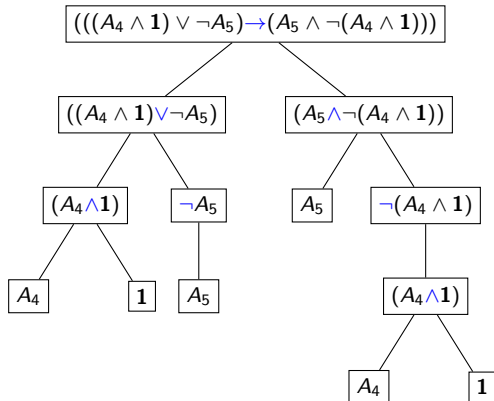 (((A₄ ∧ 1) ∨ ¬A₅)→(A₅ ∧ ¬(A₄ ∧ 1)))
((A₄ ∧ 1)∨¬A₅) (A₅∧¬(A₄ ∧ 1))
(A₄∧1) ¬A₅ A₅ ¬(A₄ ∧ 1)
A₄ 1 A₅ (A₄∧1)
A₄ 1